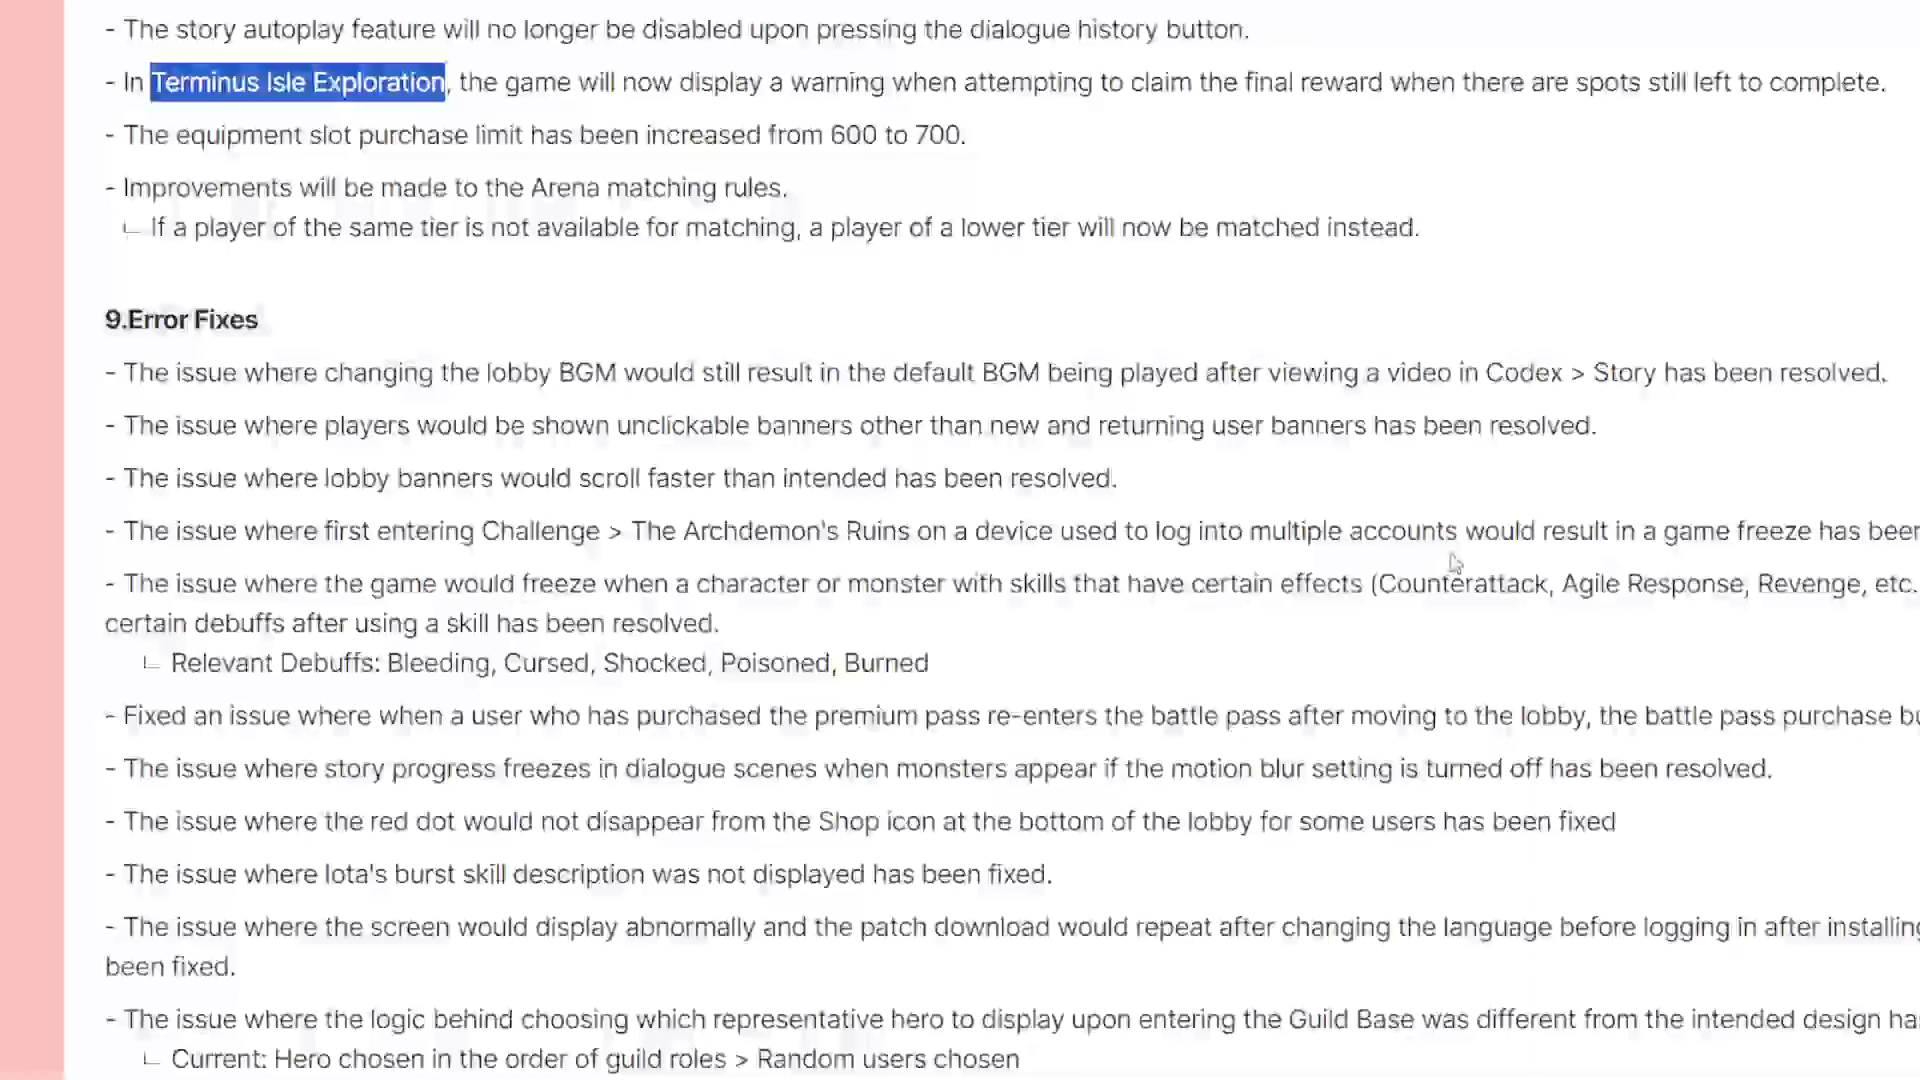 - The story autoplay feature will no longer be disabled upon pressing the dialogue history button.
- In Terminus Isle Exploration, the game will now display a warning when attempting to claim the final reward when there are spots still left to complete.
- The equipment slot purchase limit has been increased from 600 to 700.
- Improvements will be made to the Arena matching rules.
ㄴ If a player of the same tier is not available for matching, a player of a lower tier will now be matched instead.
9.Error Fixes
- The issue where changing the lobby BGM would still result in the default BGM being played after viewing a video in Codex > Story has been resolved.
- The issue where players would be shown unclickable banners other than new and returning user banners has been resolved.
- The issue where lobby banners would scroll faster than intended has been resolved.
- The issue where first entering Challenge > The Archdemon's Ruins on a device used to log into multiple accounts would result in a game freeze has been
- The issue where the game would freeze when a character or monster with skills that have certain effects (Counterattack, Agile Response, Revenge, etc.
certain debuffs after using a skill has been resolved.
ㄴ Relevant Debuffs: Bleeding, Cursed, Shocked, Poisoned, Burned
- Fixed an issue where when a user who has purchased the premium pass re-enters the battle pass after moving to the lobby, the battle pass purchase
- The issue where story progress freezes in dialogue scenes when monsters appear if the motion blur setting is turned off has been resolved.
- The issue where the red dot would not disappear from the Shop icon at the bottom of the lobby for some users has been fixed
- The issue where Iota's burst skill description was not displayed has been fixed.
- The issue where the screen would display abnormally and the patch download would repeat after changing the language before logging in after installing
been fixed.
- The issue where the logic behind choosing which representative hero to display upon entering the Guild Base was different from the intended design
ㄴ Current: Hero chosen in the order of guild roles > Random users chosen